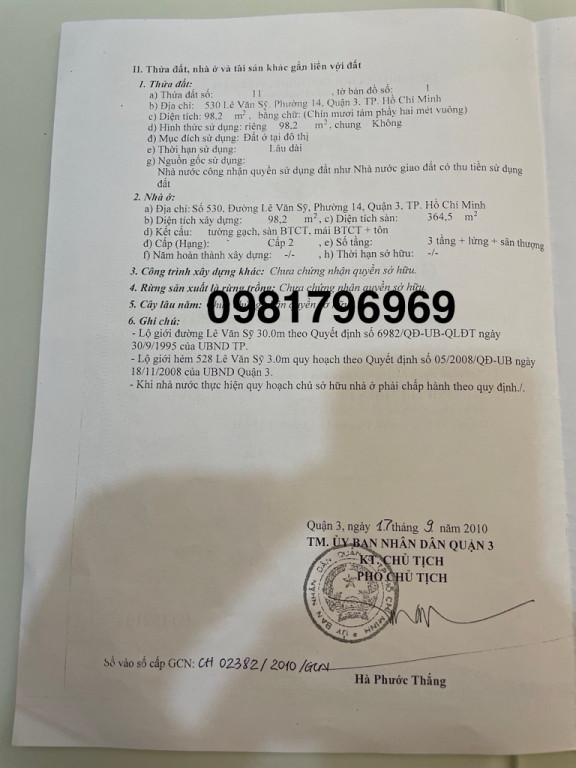 II. Thửa đất, nhà ở và tài sản khác gắn liền với đất
1. Thửa đất:
a) Thửa đất số: 11 , tờ bản đồ số: 1
b) Địa chỉ: 530 Lê Văn Sỹ, Phường 14, Quận 3, TP. Hồ Chí Minh
c) Diện tích: 98,2 m², bằng chữ: (Chín mươi tám phẩy hai mét vuông)
d) Hình thức sử dụng: riêng 98,2 m², chung Không
đ) Mục đích sử dụng: Đất ở tại đô thị
e) Thời hạn sử dụng: Lâu dài
g) Nguồn gốc sử dụng:
Nhà nước công nhận quyền sử dụng đất như Nhà nước giao đất có thu tiền sử dụng
đất
2. Nhà ở:
a) Địa chỉ: Số 530, Đường Lê Văn Sỹ, Phường 14, Quận 3, TP. Hồ Chí Minh
b) Diện tích xây dựng: 98,2 m², c) Diện tích sàn: 364,5 m²
d) Kết cấu: tường gạch, sàn BTCT, mái BTCT + tôn
đ) Cấp (Hạng): Cấp 2 , e) Số tầng: 3 tầng + lửng + sân thượng
f) Năm hoàn thành xây dựng: -/- , h) Thời hạn sở hữu: -/-
3. Công trình xây dựng khác: Chưa chứng nhận quyền sở hữu.
4. Rừng sản xuất là rừng trồng: Chưa chứng nhận quyền sở hữu.
5. Cây lâu năm:
0981796969
6. Ghi chú:
- Lộ giới đường Lê Văn Sỹ 30.0m theo Quyết định số 6982/QĐ-UB-QLĐT ngày
30/9/1995 của UBND TP.
- Lộ giới hẻm 528 Lê Văn Sỹ 3.0m quy hoạch theo Quyết định số 05/2008/QĐ-UB ngày
18/11/2008 của UBND Quận 3.
- Khi nhà nước thực hiện quy hoạch chủ sở hữu nhà ở phải chấp hành theo quy định./.
Quận 3, ngày 17 tháng 9 năm 2010
TM. ỦY BAN NHÂN DÂN QUẬN 3
KT. CHỦ TỊCH
PHÓ CHỦ TỊCH
Số vào sổ cấp GCN: CH 02382/2010/GCN
Hà Phước Thắng